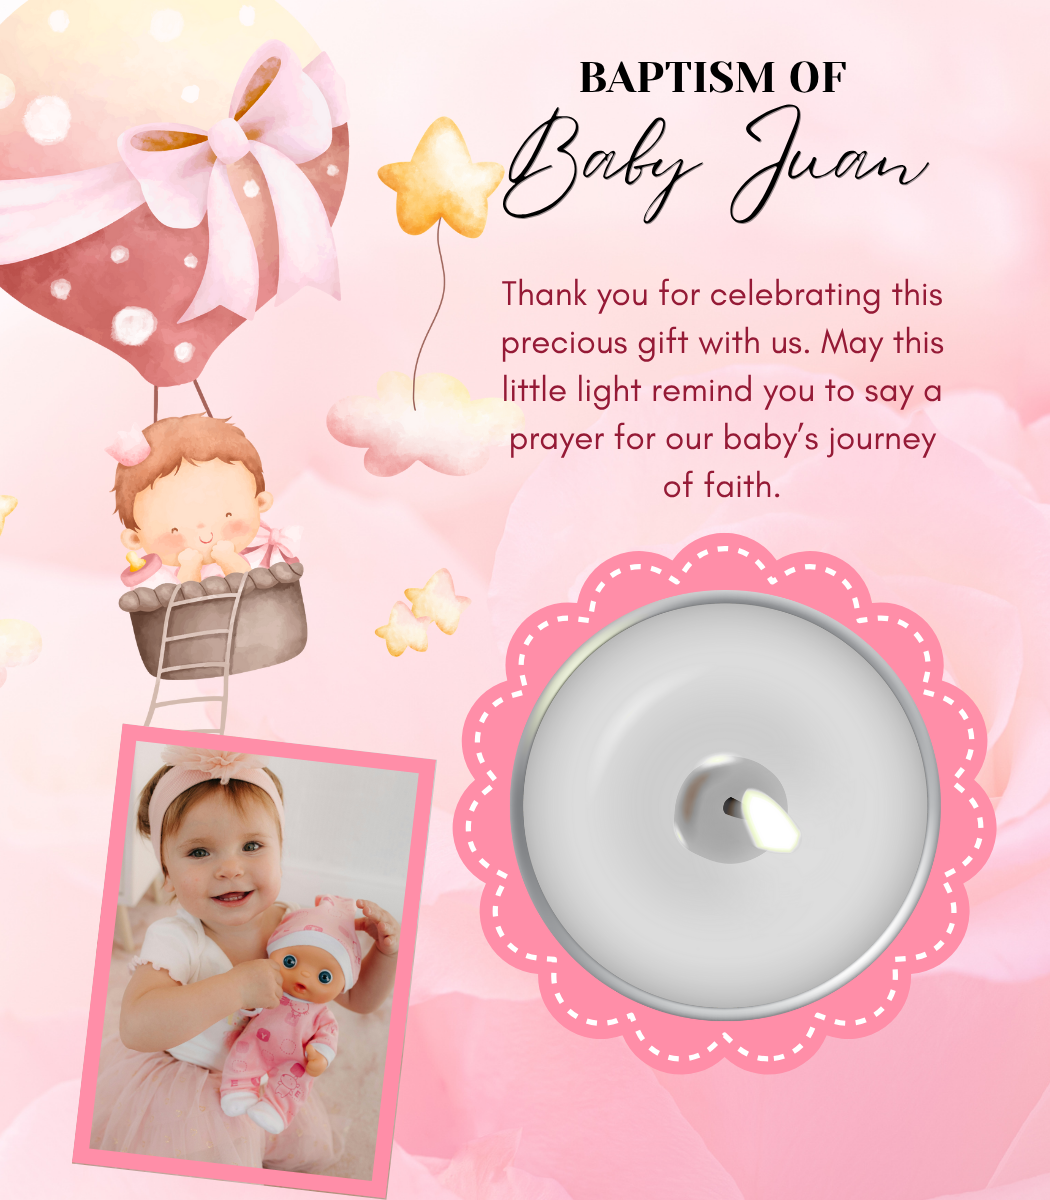 BAPTISM OF
Baby Juan
Thank you for celebrating this
precious gift with us. May this
little light remind you to say a
prayer for our baby’s journey
of faith.